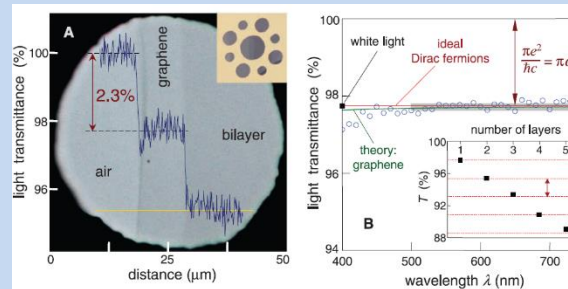 A
100
98
96
light transmittance (%)
2.3%
graphene
air
bilayer
0
25
50
distance (μm)
100
98
96
94
light transmittance (%)
white light
ideal
Dirac fermions
πe²
ħc
= πα
theory:
graphene
B
number of layers
1 2 3 4 5
100
96
92
88
T (%)
400 500 600 700
wavelength λ (nm)